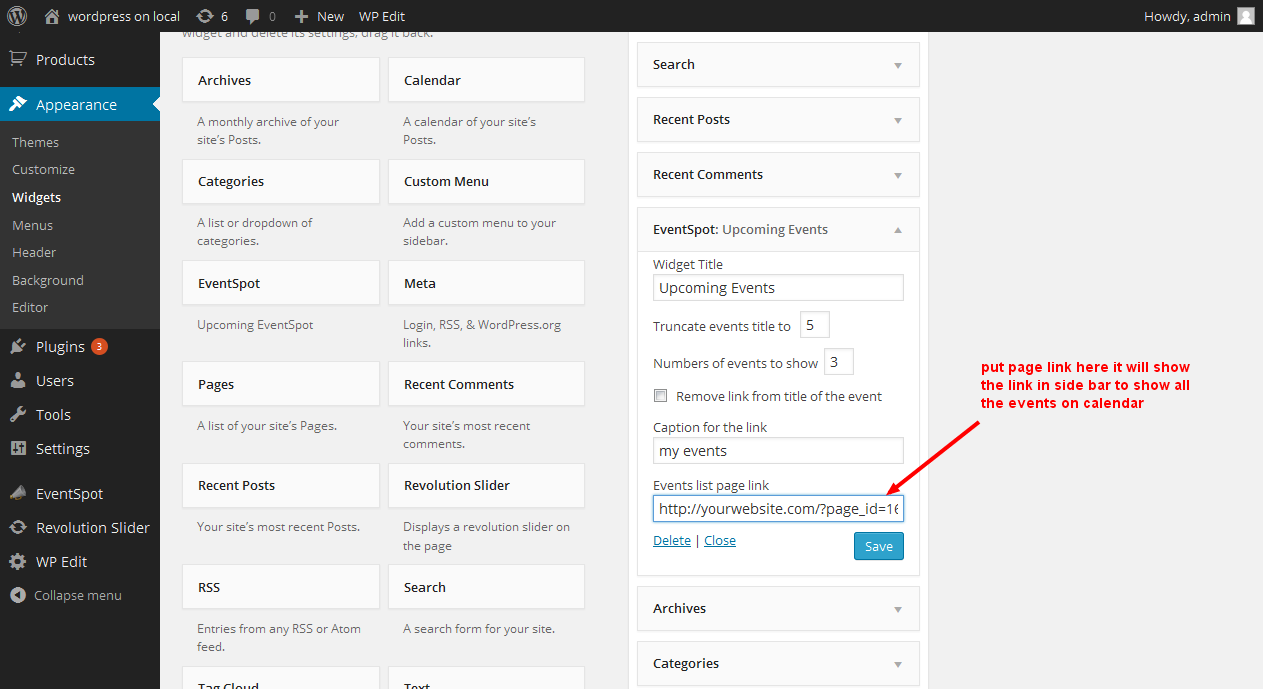 wordpress on local
6
0
New
WP Edit
Howdy, admin
Products
Appearance
Themes
Customize
Widgets
Menus
Header
Background
Editor
Plugins 3
Users
Tools
Settings
EventSpot
Revolution Slider
WP Edit
Collapse menu
widget and delete its settings, drag it back.
Archives
A monthly archive of your
site's Posts.
Calendar
A calendar of your site's
Posts.
Categories
A list or dropdown of
categories.
Custom Menu
Add a custom menu to your
sidebar.
EventSpot
Upcoming EventSpot
Meta
Login, RSS, & WordPress.org
links.
Pages
A list of your site's Pages.
Recent Comments
Your site's most recent
comments.
Recent Posts
Your site's most recent Posts.
Revolution Slider
Displays a revolution slider on
the page
RSS
Entries from any RSS or Atom
feed.
Search
A search form for your site.
Tag Cloud
Text
Search
Recent Posts
Recent Comments
EventSpot: Upcoming Events
Widget Title
Upcoming Events
Truncate events title to 5
Numbers of events to show 3
Remove link from title of the event
Caption for the link
my events
Events list page link
http://yourwebsite.com/?page_id=16
Delete | Close
Save
Archives
Categories
put page link here it will show
the link in side bar to show all
the events on calendar